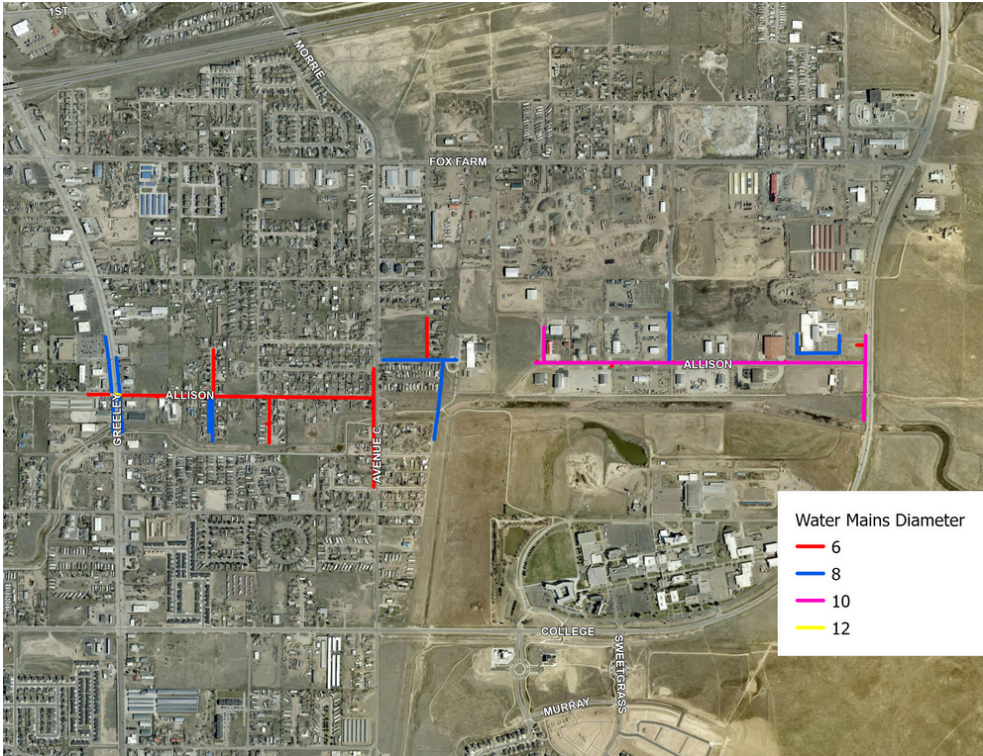 1ST
MORRIE
FOX FARM
ALLISON
ALLISON
GREELEY
AVENUE C
Water Mains Diameter
6
8
10
12
COLLEGE
SWEETGRASS
MURRAY